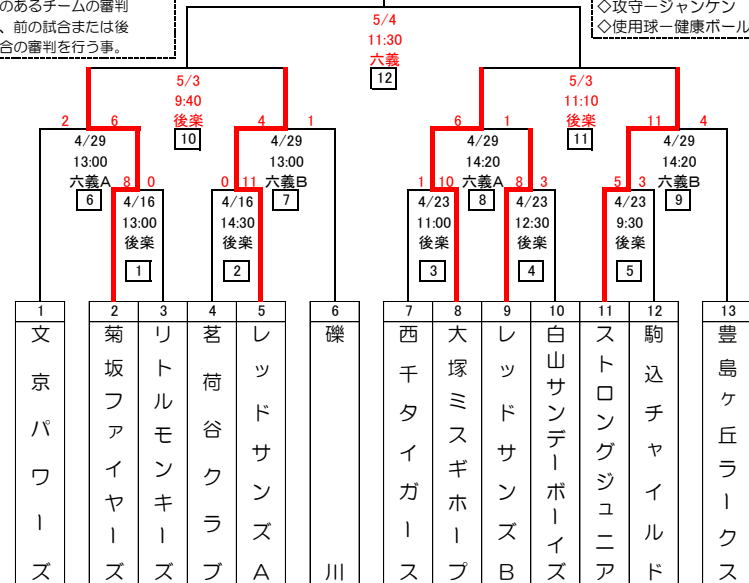 のあるチームの審判
、前の試合または後
合の審判を行う事。
◇攻守－ジャンケン
◇使用球－健康ボール
5/4
11:30
六義
12
5/3
9:40
後楽
10
5/3
11:10
後楽
11
2 6
4/29
13:00
六義A
6
4 1
4/29
13:00
六義B
7
6 1
4/29
14:20
六義A
8
11 4
4/29
14:20
六義B
9
8 0
4/16
13:00
後楽
1
0 11
4/16
14:30
後楽
2
1 10
4/23
11:00
後楽
3
8 3
4/23
12:30
後楽
4
5 3
4/23
9:30
後楽
5
1
文京パワーズ
2
菊坂ファイヤーズ
3
リトルモンキーズ
4
茗荷谷クラブ
5
レッドサンズA
6
礫川
7
西千タイガース
8
大塚ミスギホープ
9
レッドサンズB
10
白山サンデーボーイズ
11
ストロングジュニア
12
駒込チャイルド
13
豊島ヶ丘ラークス